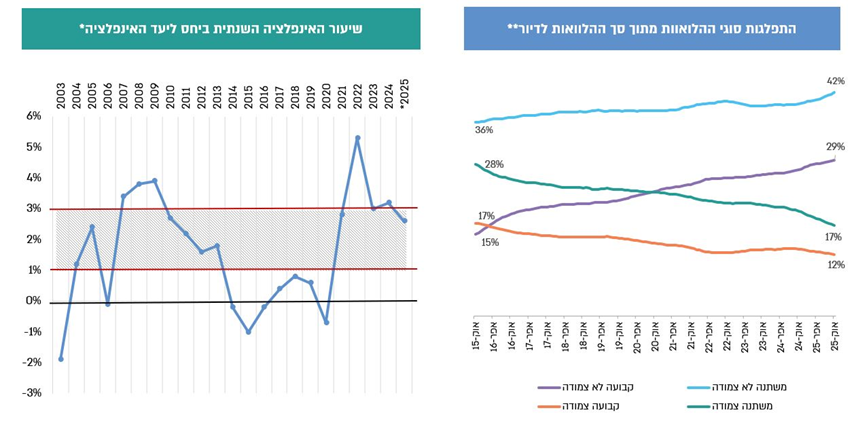 שיעור האינפלציה השנתית ביחס ליעד האינפלציה*
התפלגות סוגי ההלוואות מתוך סך ההלוואות לדיור**
2003 2004 2005 2006 2007 2008 2009 2010 2011 2012 2013 2014 2015 2016 2017 2018 2019 2020 2021 2022 2023 2024 *2025
6%
5%
4%
3%
2%
1%
0%
-1%
-2%
-3%
42%
36%
29%
28%
17%
15%
17%
12%
אוק-15 אפר-16 אוק-16 אפר-17 אוק-17 אפר-18 אוק-18 אפר-19 אוק-19 אפר-20 אוק-20 אפר-21 אוק-21 אפר-22 אוק-22 אפר-23 אוק-23 אפר-24 אוק-24 אפר-25 אוק-25
משתנה לא צמודה
קבועה לא צמודה
משתנה צמודה
קבועה צמודה